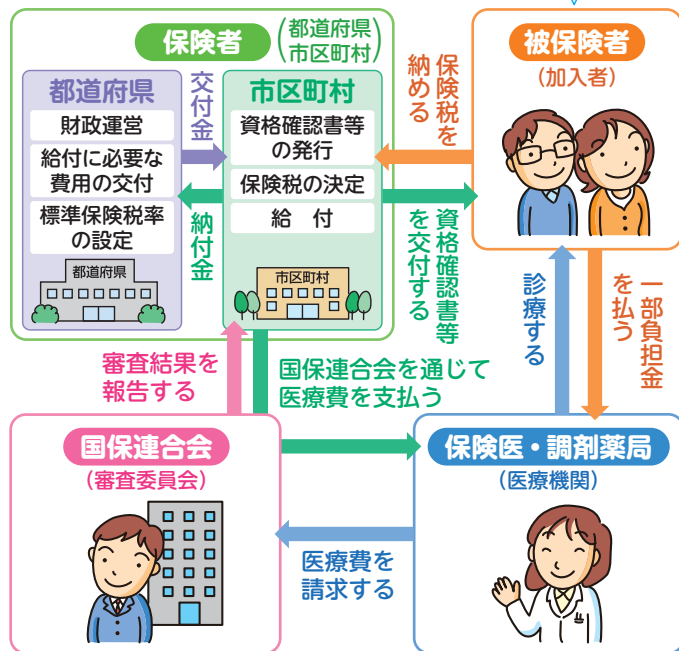 保険者
(都道府県
市区町村)
都道府県
財政運営
給付に必要な
費用の交付
標準保険税率
の設定
都道府県
交付金
納付金
市区町村
資格確認書等
の発行
保険税の決定
給 付
市区町村
保険税を
納める
資格確認書等
を交付する
被保険者
(加入者)
診療する
一部負担金
を払う
審査結果を
報告する
国保連合会を通じて
医療費を支払う
国保連合会
(審査委員会)
医療費を
請求する
保険医・調剤薬局
(医療機関)